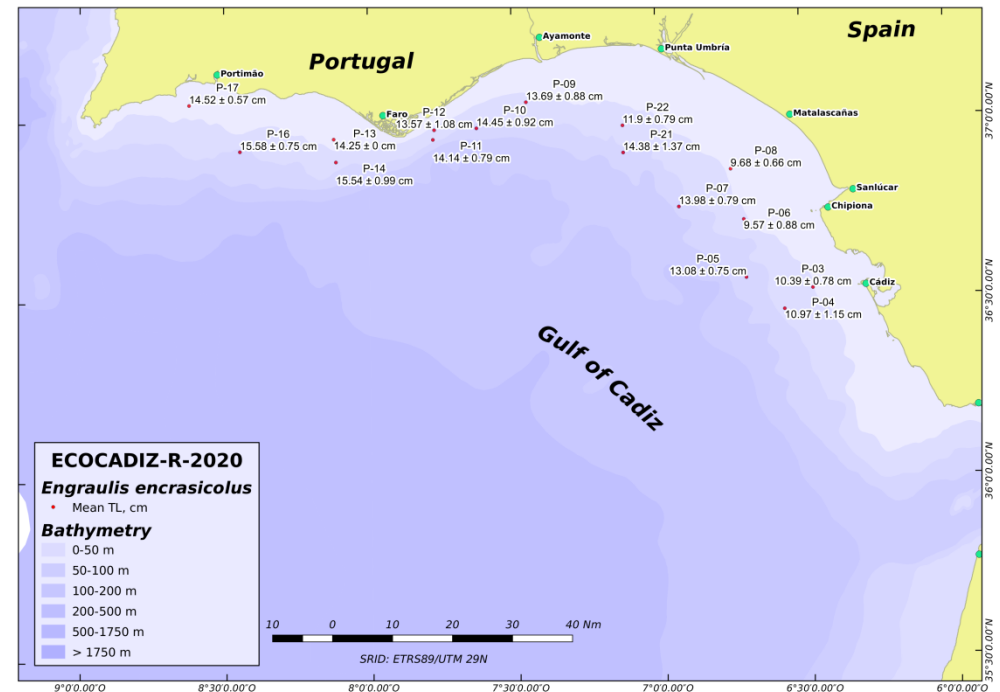 Spain
Portugal
Ayamonte
Punta Umbría
Portimão
P-17
14.52 ± 0.57 cm
Faro
P-12
13.57 ± 1.08 cm
P-10
14.45 ± 0.92 cm
P-09
13.69 ± 0.88 cm
P-22
11.9 ± 0.79 cm
Matalascañas
P-16
15.58 ± 0.75 cm
P-13
14.25 ± 0 cm
P-11
14.14 ± 0.79 cm
P-21
14.38 ± 1.37 cm
P-14
15.54 ± 0.99 cm
P-08
9.68 ± 0.66 cm
Sanlúcar
Chipiona
P-07
13.98 ± 0.79 cm
P-06
9.57 ± 0.88 cm
P-05
13.08 ± 0.75 cm
P-03
10.39 ± 0.78 cm
Cádiz
P-04
10.97 ± 1.15 cm
Gulf of Cadiz
37°0'0.00"N
36°30'0.00"N
36°0'0.00"N
35°30'0.00"N
ECOCADIZ-R-2020
Engraulis encrasicolus
Mean TL, cm
Bathymetry
0-50 m
50-100 m
100-200 m
200-500 m
500-1750 m
> 1750 m
10 0 10 20 30 40 Nm
SRID: ETRS89/UTM 29N
9°0'0.00"O 8°30'0.00"O 8°0'0.00"O 7°30'0.00"O 7°0'0.00"O 6°30'0.00"O 6°0'0.00"O